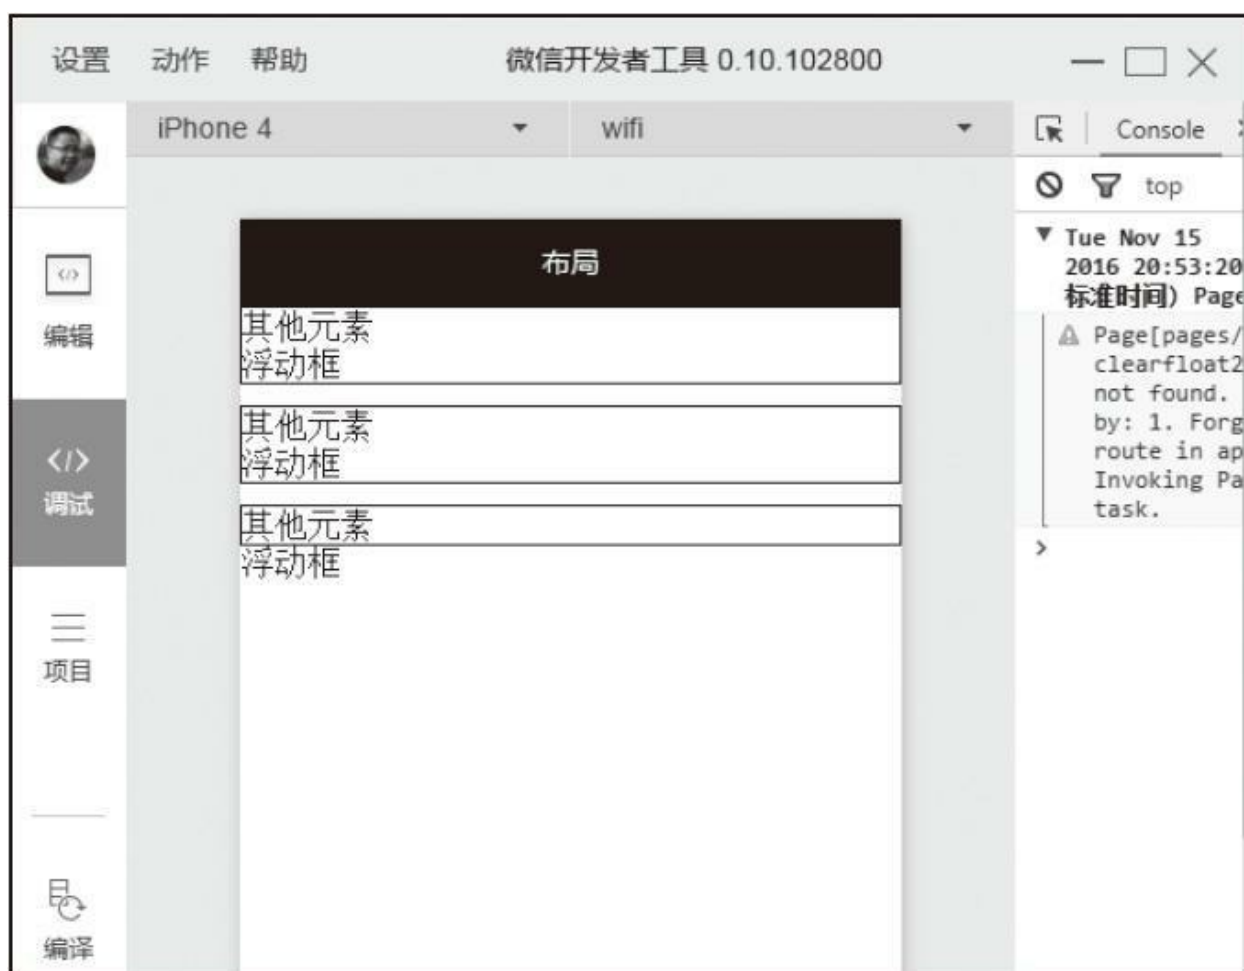 设置 动作 帮助 微信开发者工具 0.10.102800
iPhone 4 wifi Console
top
编辑
调试
项目
编译
布局
其他元素
浮动框
其他元素
浮动框
其他元素
浮动框
Tue Nov 15
2016 20:53:20
标准时间) Page
Page[pages/
clearfloat2
not found.
by: 1. Forg
route in ap
Invoking Pa
task.